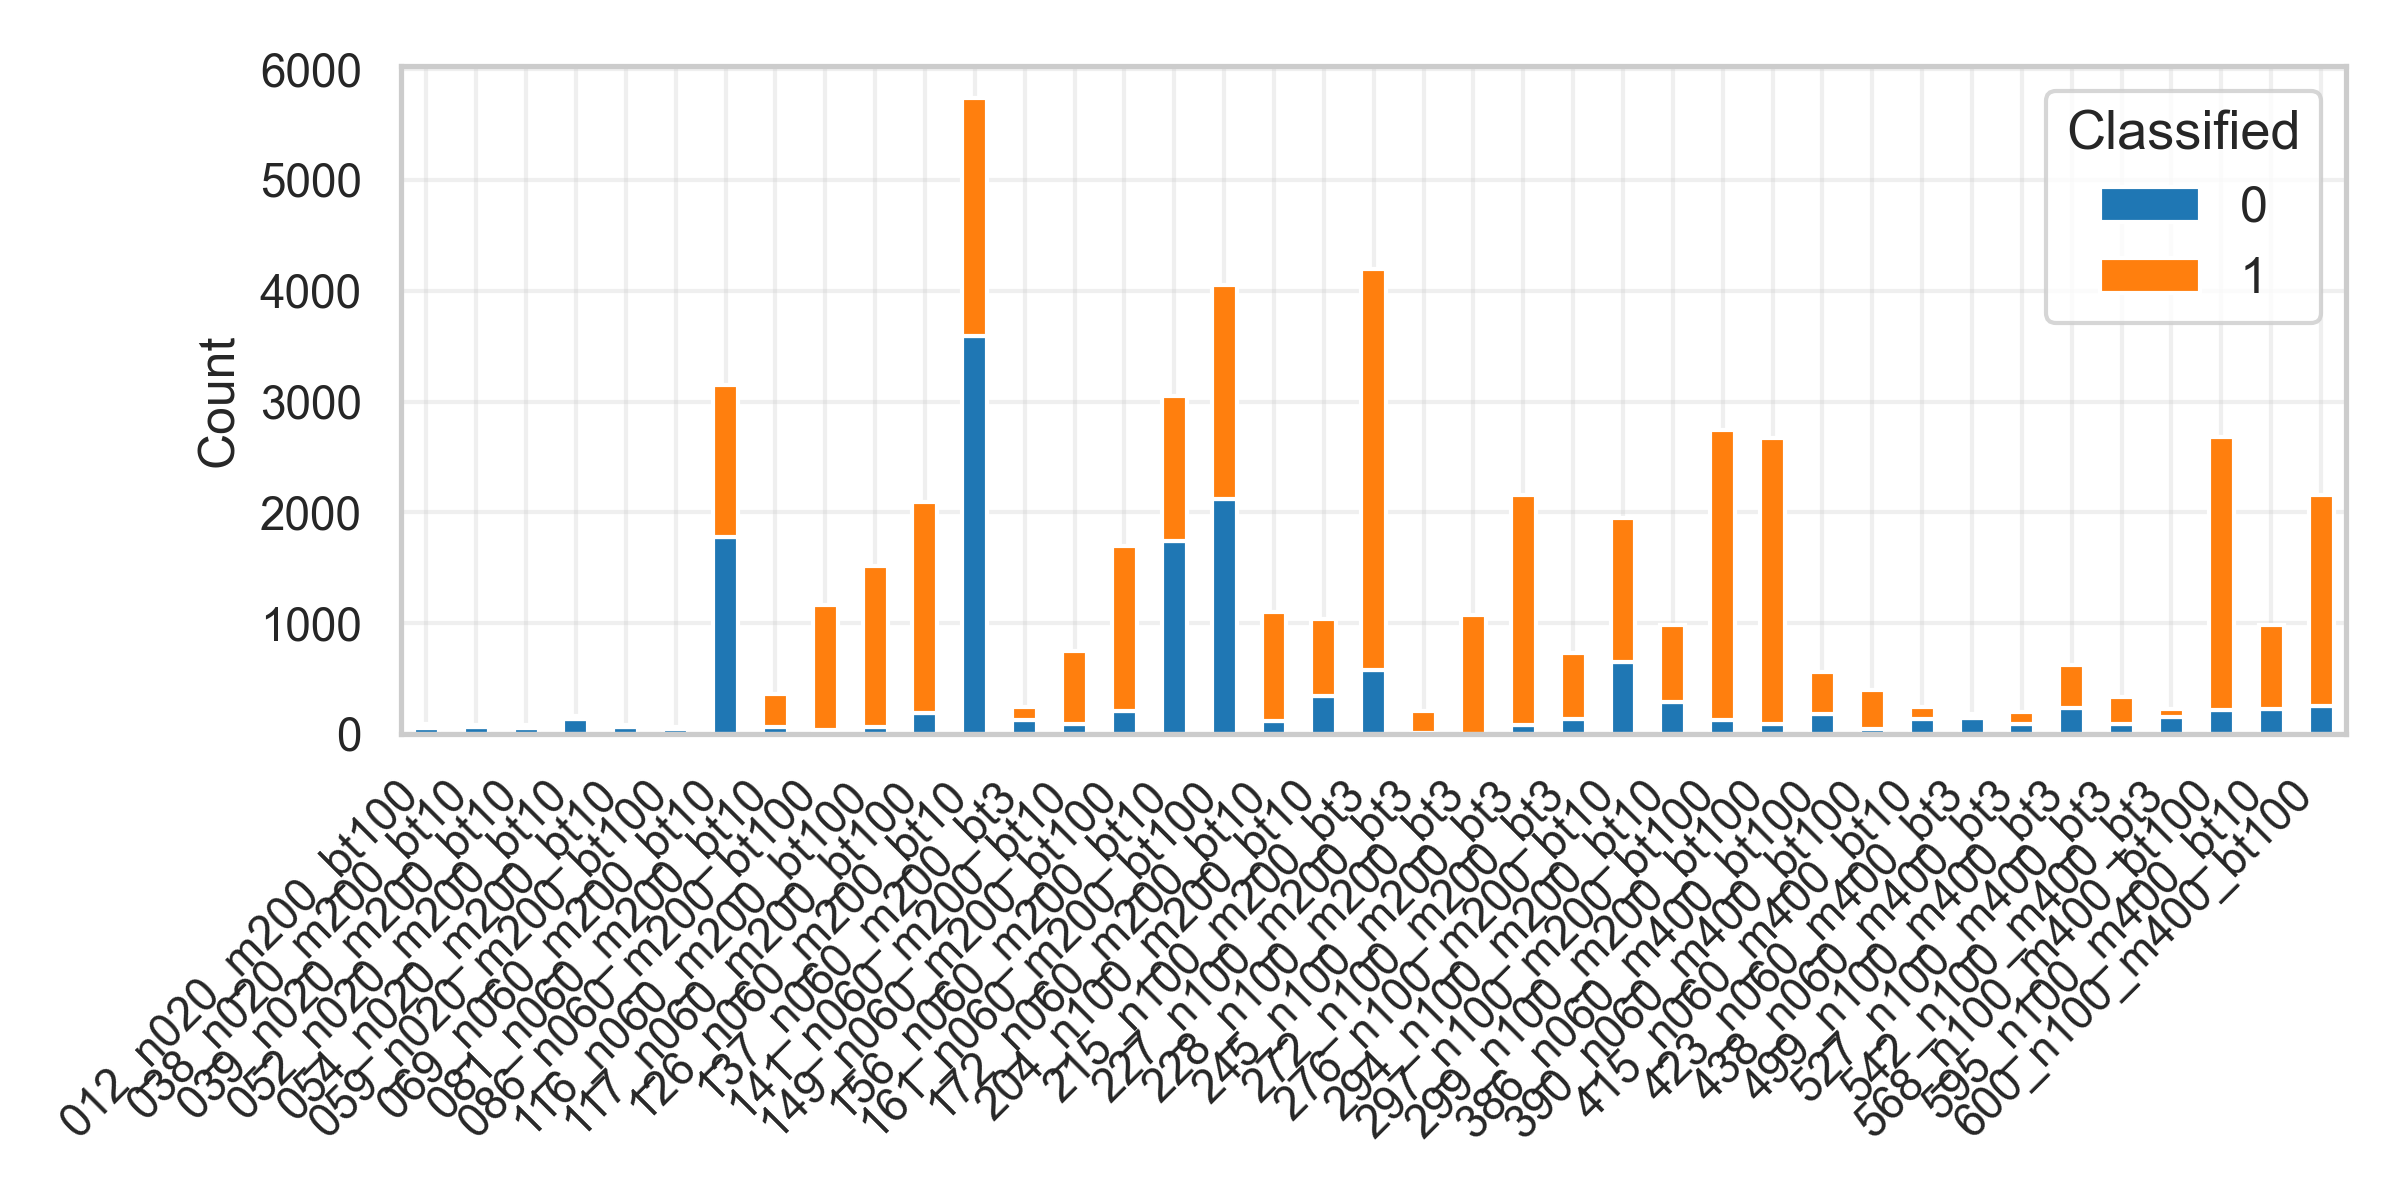 6000
5000
4000
3000
2000
1000
0
Count
Classified
0
1
012_n020_m200_bt100
038_n020_m200_bt10
039_n020_m200_bt10
052_n020_m200_bt10
054_n020_m200_bt10
059_n020_m200_bt100
069_n060_m200_bt10
081_n060_m200_bt10
086_n060_m200_bt100
116_n060_m200_bt100
117_n060_m200_bt100
126_n060_m200_bt10
137_n060_m200_bt3
141_n060_m200_bt10
149_n060_m200_bt100
156_n060_m200_bt10
161_n060_m200_bt100
172_n060_m200_bt10
204_n100_m200_bt10
215_n100_m200_bt3
227_n100_m200_bt3
228_n100_m200_bt3
245_n100_m200_bt3
272_n100_m200_bt3
276_n100_m200_bt10
294_n100_m200_bt10
297_n100_m200_bt100
299_n100_m200_bt100
386_n060_m400_bt100
390_n060_m400_bt100
415_n060_m400_bt10
423_n060_m400_bt3
438_n060_m400_bt3
499_n100_m400_bt3
527_n100_m400_bt3
542_n100_m400_bt3
568_n100_m400_bt100
595_n100_m400_bt10
600_n100_m400_bt100